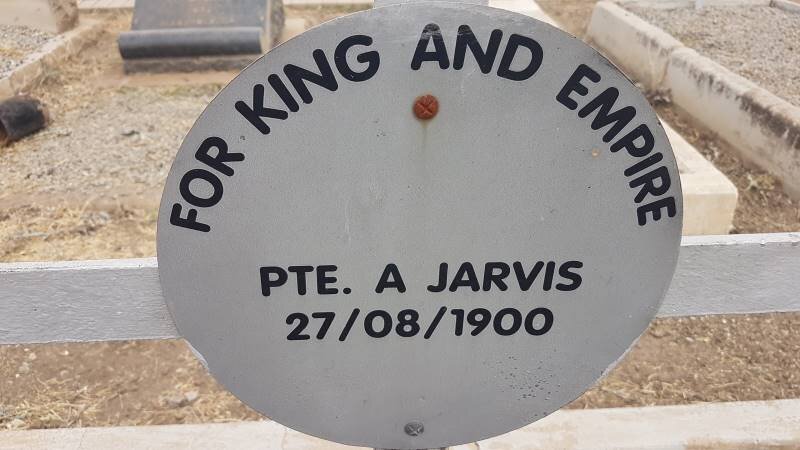 FOR KING AND EMPIRE
PTE. A JARVIS
27/08/1900